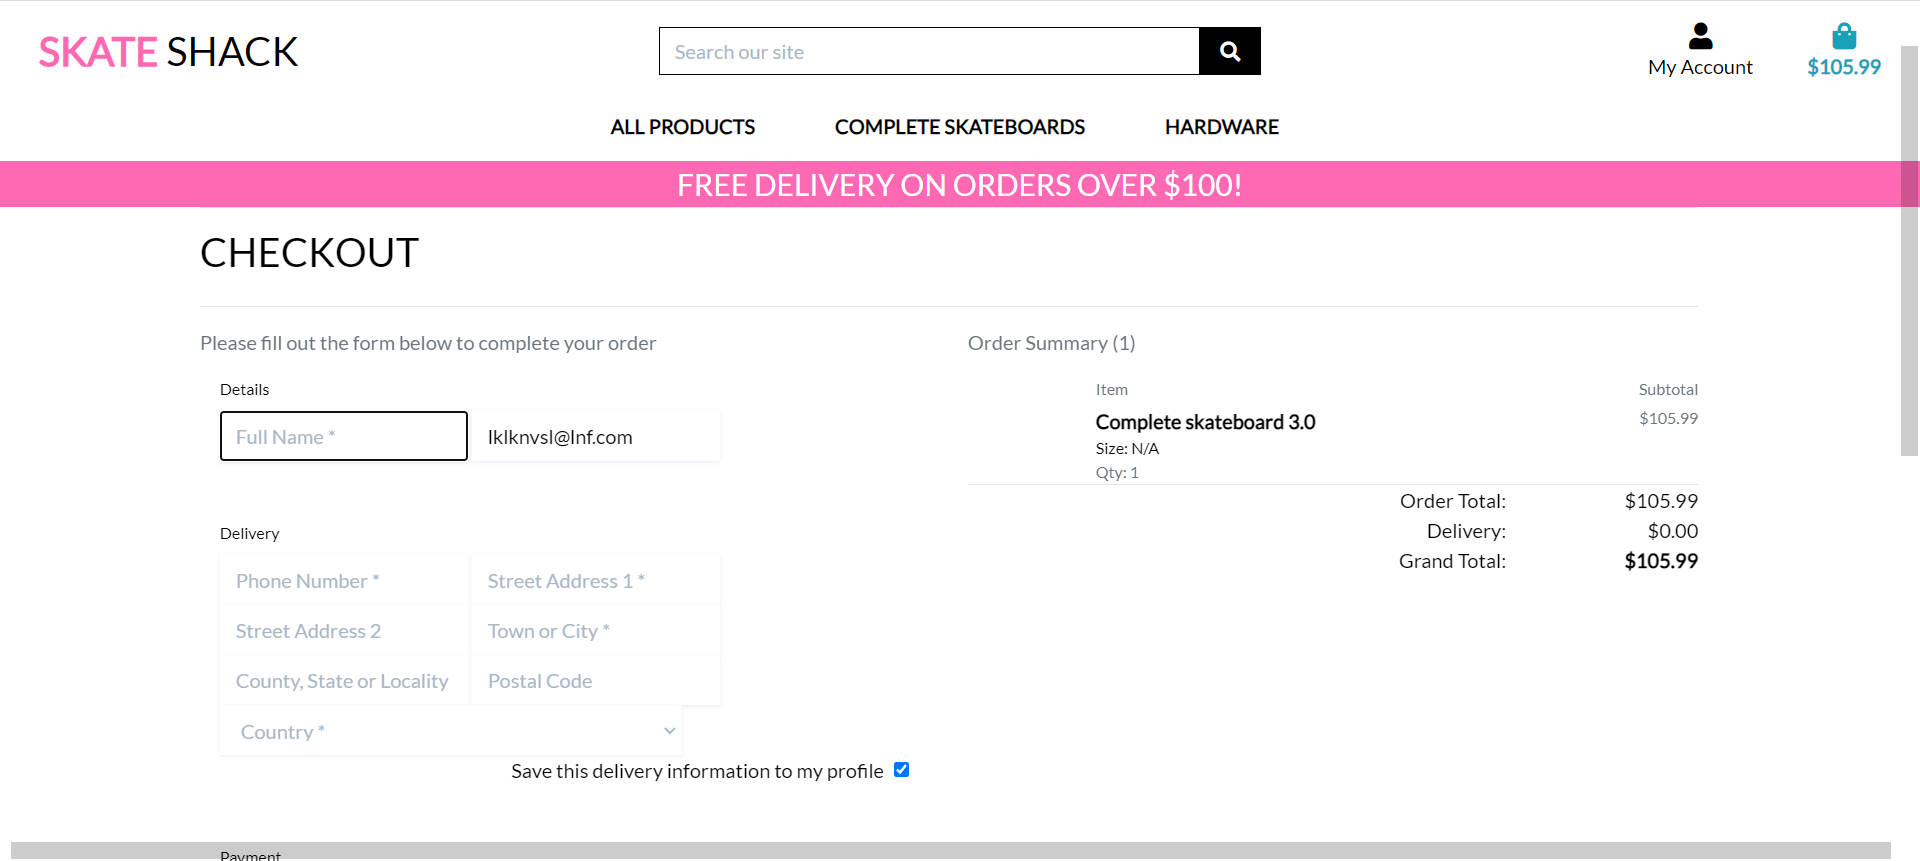 SKATE SHACK
Search our site
My Account
$105.99
ALL PRODUCTS
COMPLETE SKATEBOARDS
HARDWARE
FREE DELIVERY ON ORDERS OVER $100!
CHECKOUT
Please fill out the form below to complete your order
Details
Full Name *
lklknvsl@lnf.com
Delivery
Phone Number *
Street Address 1 *
Street Address 2
Town or City *
County, State or Locality
Postal Code
Country *
Save this delivery information to my profile
Order Summary (1)
Item
Subtotal
Complete skateboard 3.0
$105.99
Size: N/A
Qty: 1
Order Total: $105.99
Delivery: $0.00
Grand Total: $105.99
Payment